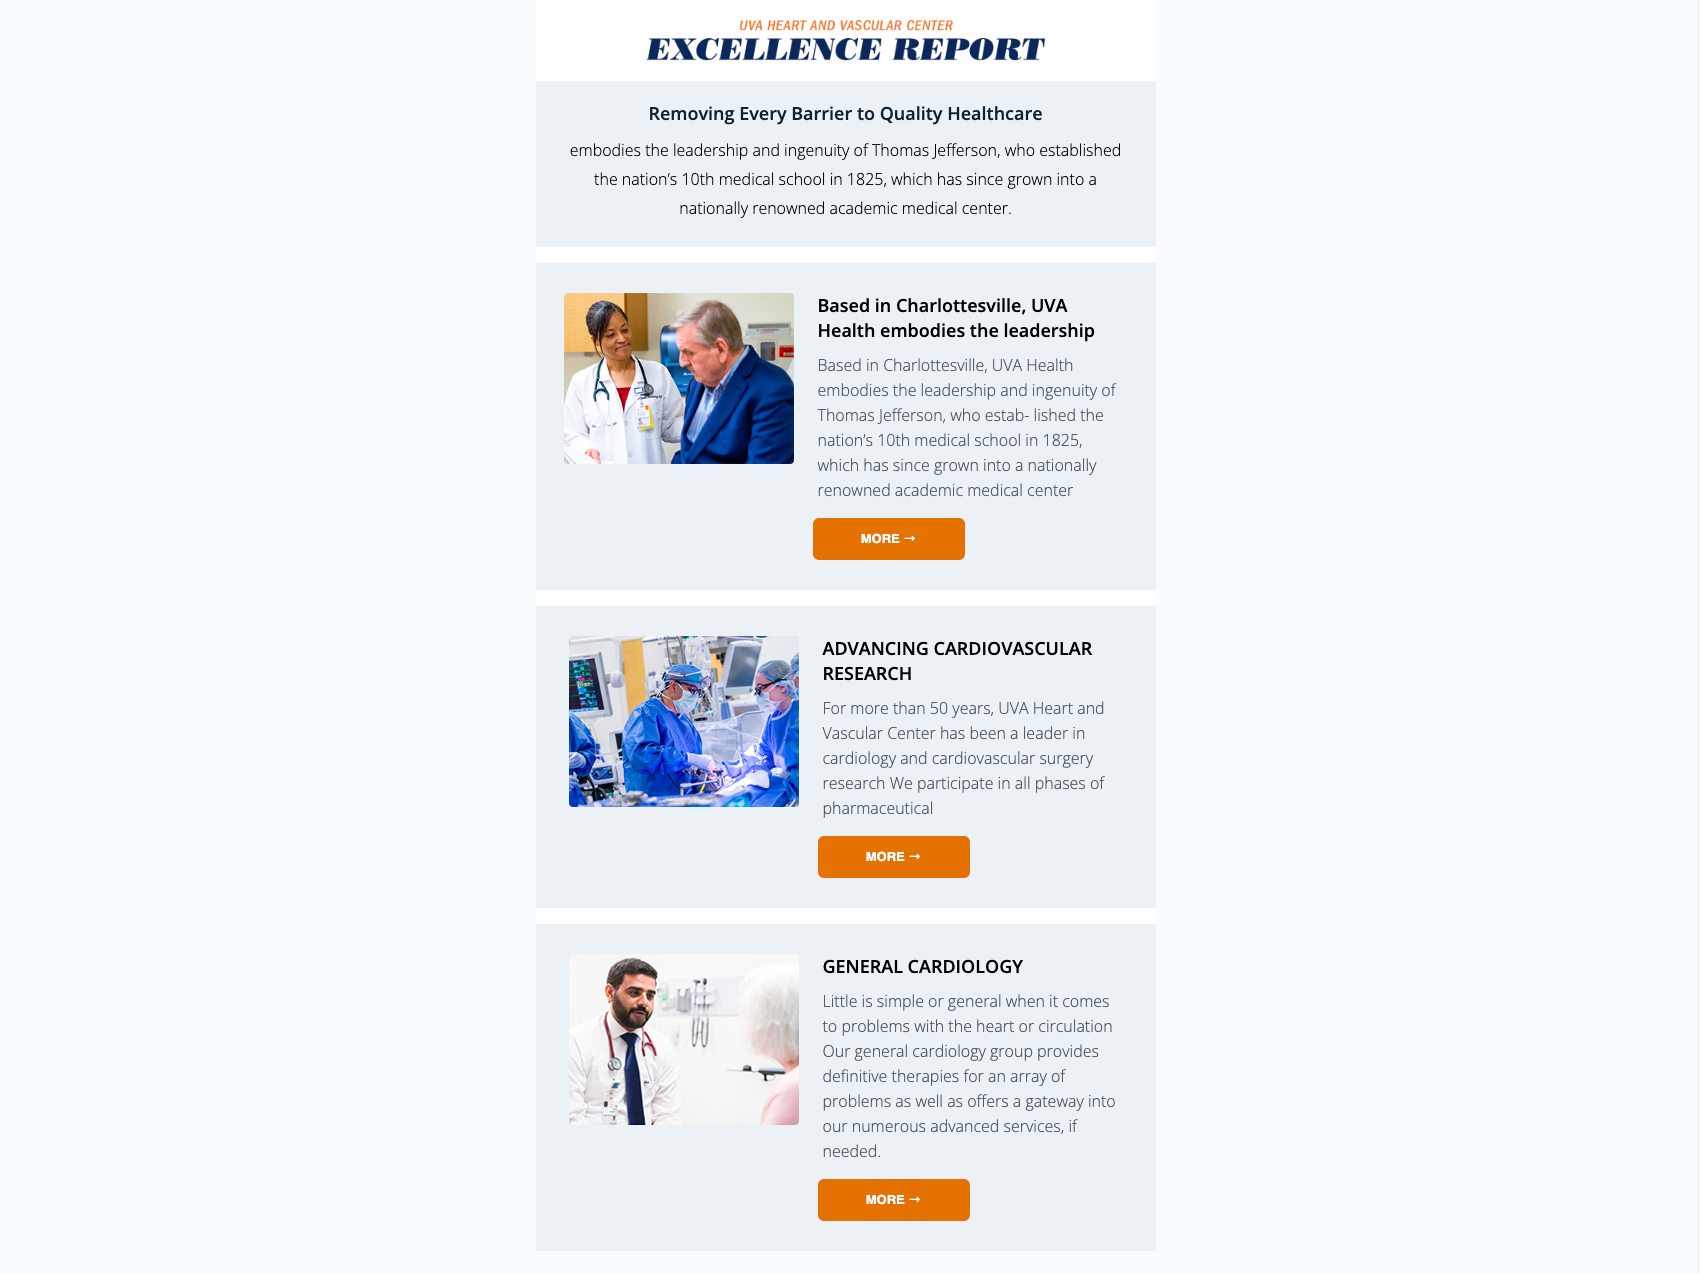 UVA HEART AND VASCULAR CENTER
EXCELLENCE REPORT
Removing Every Barrier to Quality Healthcare
embodies the leadership and ingenuity of Thomas Jefferson, who established
the nation’s 10th medical school in 1825, which has since grown into a
nationally renowned academic medical center.
Based in Charlottesville, UVA
Health embodies the leadership
Based in Charlottesville, UVA Health
embodies the leadership and ingenuity of
Thomas Jefferson, who estab- lished the
nation’s 10th medical school in 1825,
which has since grown into a nationally
renowned academic medical center
MORE →
ADVANCING CARDIOVASCULAR
RESEARCH
For more than 50 years, UVA Heart and
Vascular Center has been a leader in
cardiology and cardiovascular surgery
research We participate in all phases of
pharmaceutical
MORE →
GENERAL CARDIOLOGY
Little is simple or general when it comes
to problems with the heart or circulation
Our general cardiology group provides
definitive therapies for an array of
problems as well as offers a gateway into
our numerous advanced services, if
needed.
MORE →